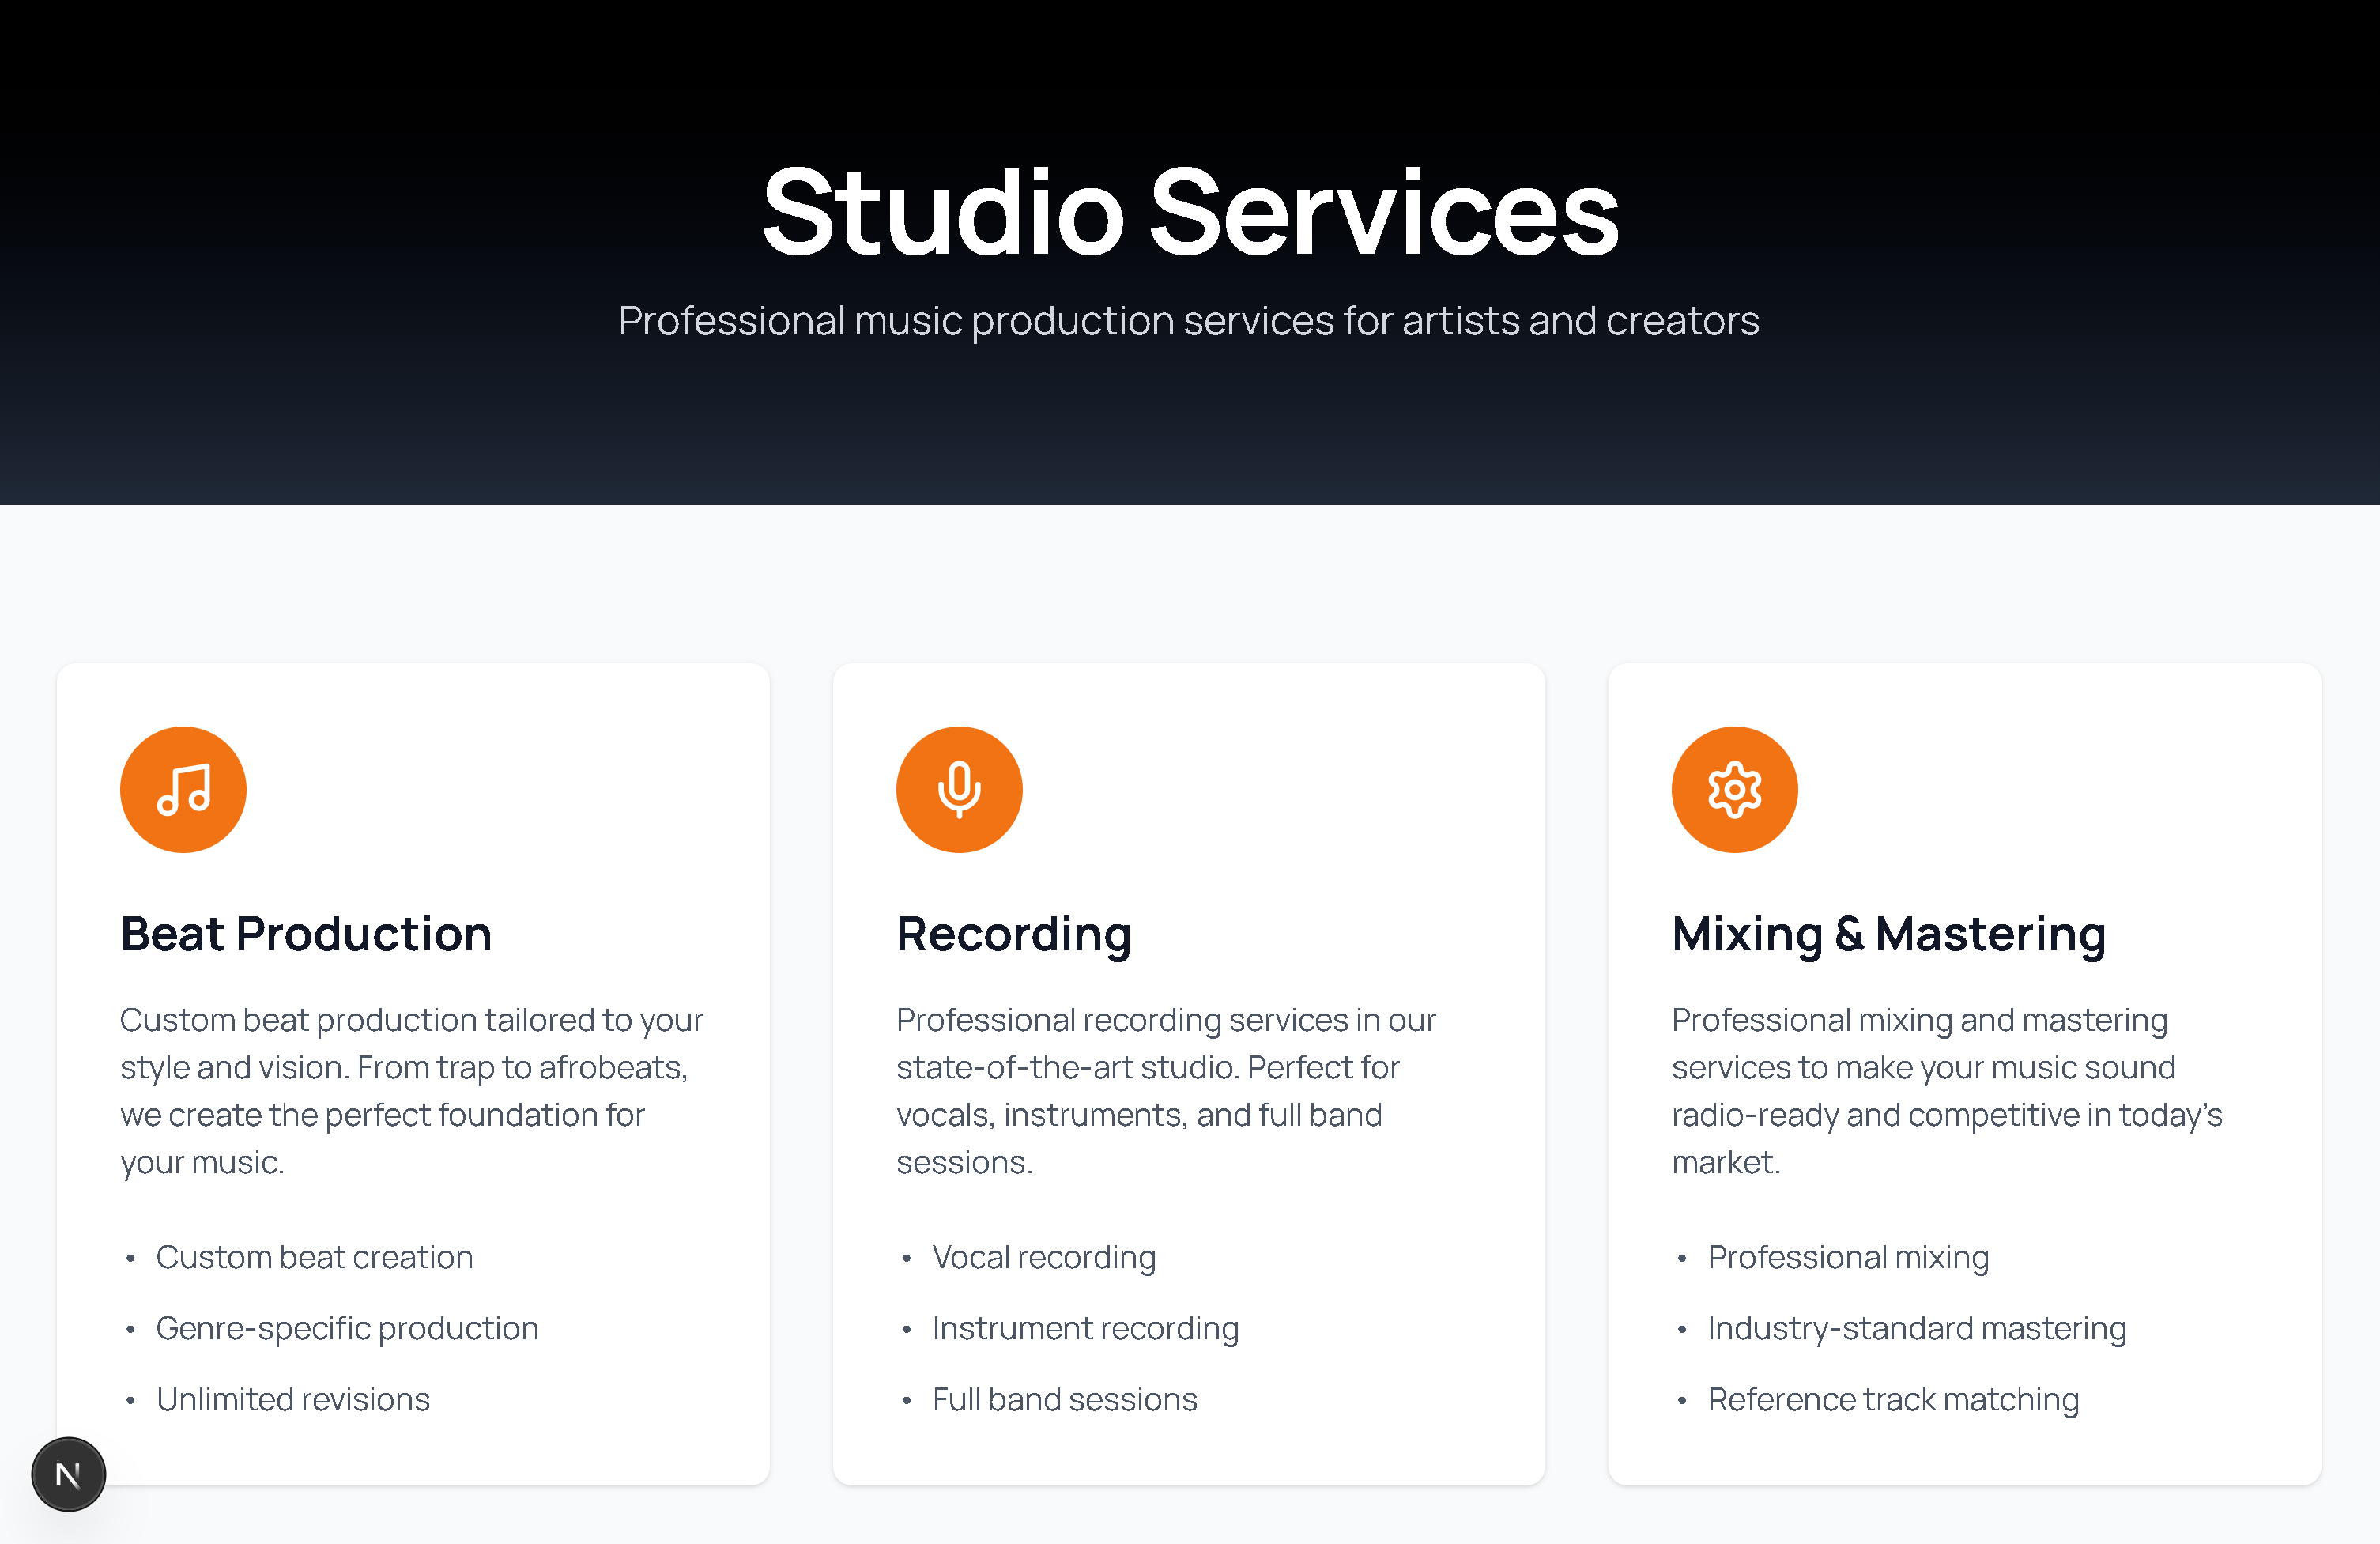 Studio Services
Professional music production services for artists and creators
Beat Production
Custom beat production tailored to your
style and vision. From trap to afrobeats,
we create the perfect foundation for
your music.
• Custom beat creation
• Genre-specific production
• Unlimited revisions
Recording
Professional recording services in our
state-of-the-art studio. Perfect for
vocals, instruments, and full band
sessions.
• Vocal recording
• Instrument recording
• Full band sessions
Mixing & Mastering
Professional mixing and mastering
services to make your music sound
radio-ready and competitive in today's
market.
• Professional mixing
• Industry-standard mastering
• Reference track matching
N